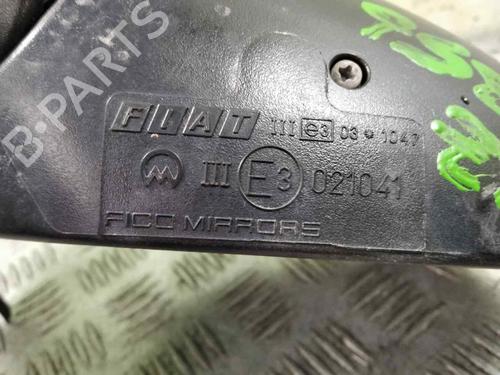 FIAT III e3 03*1047
M III E3 021041
FICO MIRRORS
B-PARTS